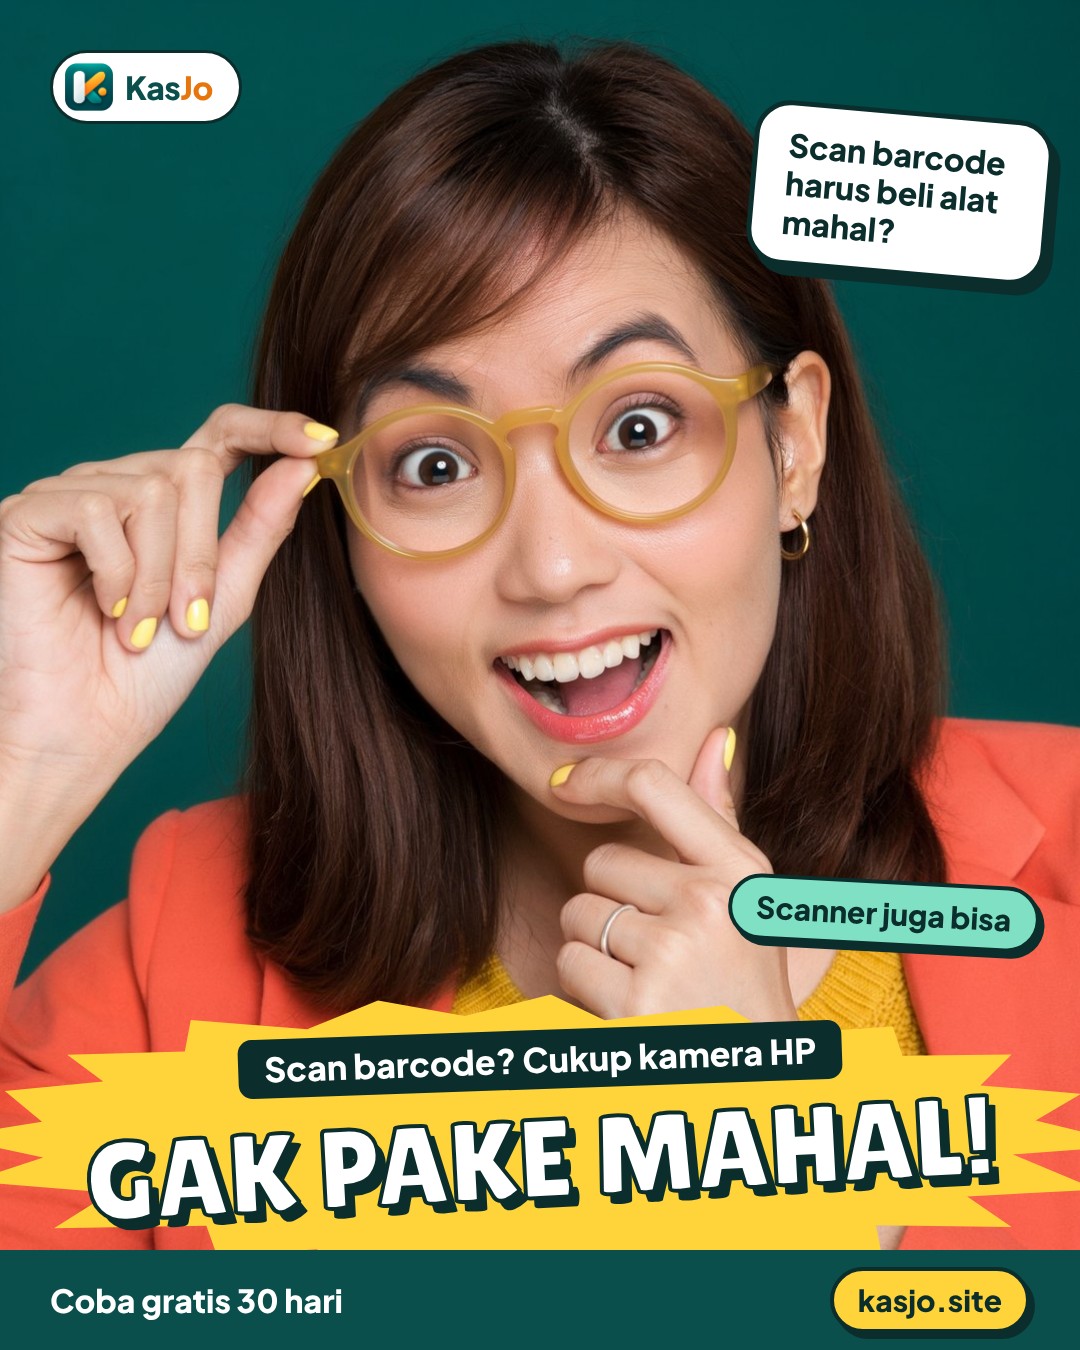 KasJo
Scan barcode
harus beli alat
mahal?
Scanner juga bisa
Scan barcode? Cukup kamera HP
GAK PAKE MAHAL!
Coba gratis 30 hari
kasjo.site